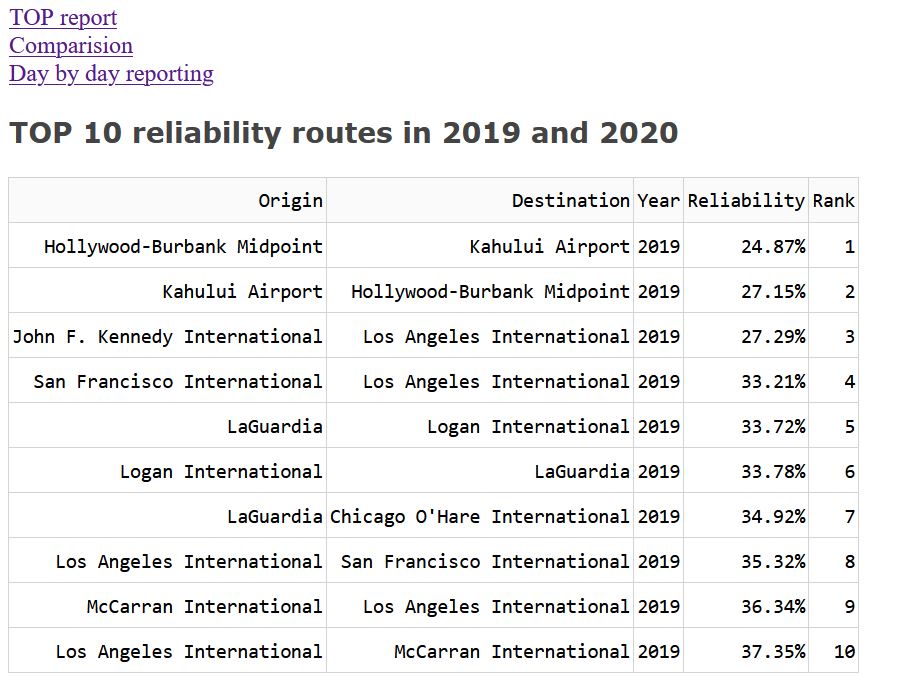 TOP report
Comparision
Day by day reporting
TOP 10 reliability routes in 2019 and 2020
Origin Destination Year Reliability Rank
Hollywood-Burbank Midpoint Kahului Airport 2019 24.87% 1
Kahului Airport Hollywood-Burbank Midpoint 2019 27.15% 2
John F. Kennedy International Los Angeles International 2019 27.29% 3
San Francisco International Los Angeles International 2019 33.21% 4
LaGuardia Logan International 2019 33.72% 5
Logan International LaGuardia 2019 33.78% 6
LaGuardia Chicago O'Hare International 2019 34.92% 7
Los Angeles International San Francisco International 2019 35.32% 8
McCarran International Los Angeles International 2019 36.34% 9
Los Angeles International McCarran International 2019 37.35% 10